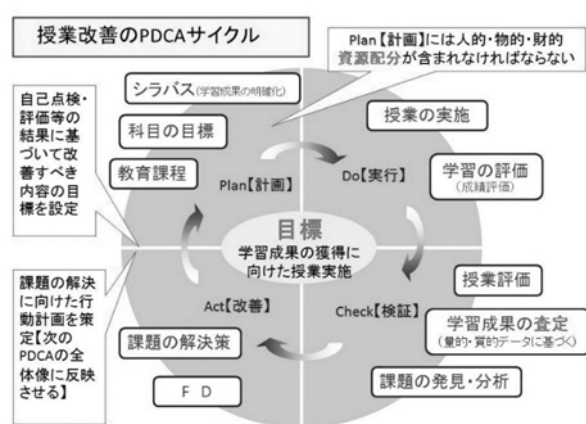 授業改善のPDCAサイクル
Plan【計画】には人的・物的・財的
資源配分が含まれなければならない
自己点検・
評価等の
結果に基
づいて改
善すべき
内容の目
標を設定
シラバス(学習成果の明確化)
科目の目標
教育課程
Plan【計画】
授業の実施
Do【実行】
学習の評価
(成績評価)
目標
学習成果の獲得に
向けた授業実施
課題の解決
に向けた行
動計画を策
定【次の
PDCAの全
体像に反映
させる】
Act【改善】
課題の解決策
ＦＤ
Check【検証】
授業評価
学習成果の査定
(量的・質的データに基づく)
課題の発見・分析